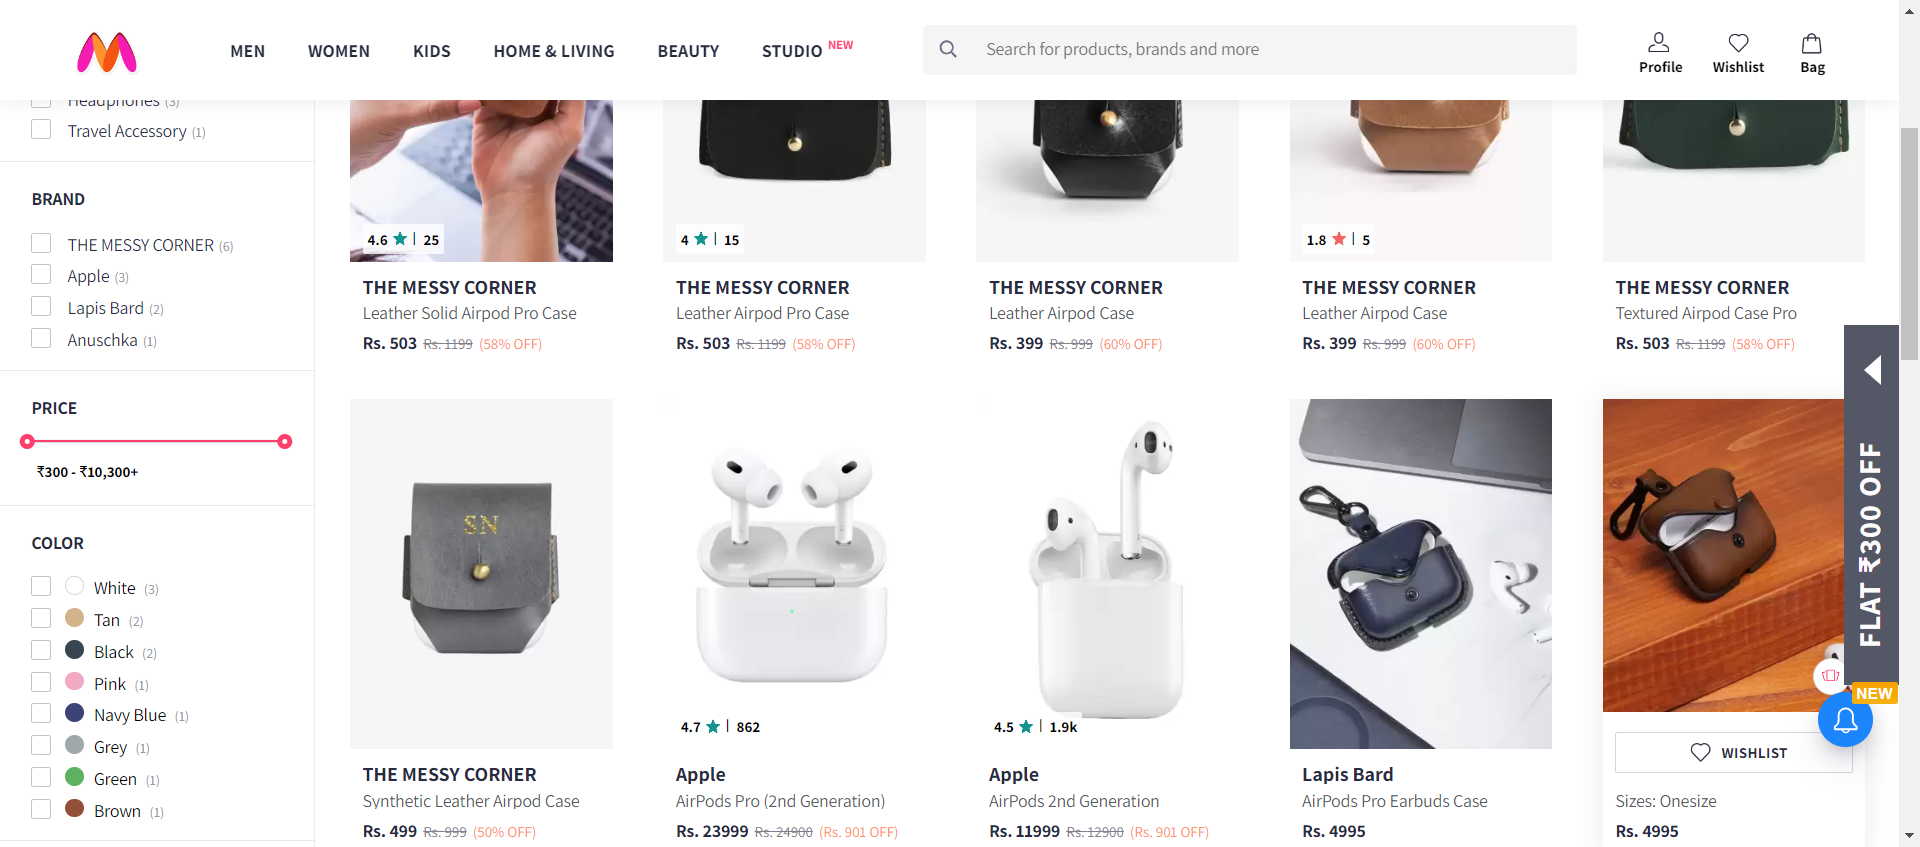 MEN
WOMEN
KIDS
HOME & LIVING
BEAUTY
STUDIO NEW
Search for products, brands and more
Profile
Wishlist
Bag
Headphones (3)
Travel Accessory (1)
BRAND
THE MESSY CORNER (6)
Apple (3)
Lapis Bard (2)
Anuschka (1)
PRICE
₹300 - ₹10,300+
COLOR
White (3)
Tan (2)
Black (2)
Pink (1)
Navy Blue (1)
Grey (1)
Green (1)
Brown (1)
4.6 | 25
THE MESSY CORNER
Leather Solid Airpod Pro Case
Rs. 503 Rs. 1199 (58% OFF)
4 | 15
THE MESSY CORNER
Leather Airpod Pro Case
Rs. 503 Rs. 1199 (58% OFF)
THE MESSY CORNER
Leather Airpod Case
Rs. 399 Rs. 999 (60% OFF)
1.8 | 5
THE MESSY CORNER
Leather Airpod Case
Rs. 399 Rs. 999 (60% OFF)
THE MESSY CORNER
Textured Airpod Case Pro
Rs. 503 Rs. 1199 (58% OFF)
SN
THE MESSY CORNER
Synthetic Leather Airpod Case
Rs. 499 Rs. 999 (50% OFF)
4.7 | 862
Apple
AirPods Pro (2nd Generation)
Rs. 23999 Rs. 24900 (Rs. 901 OFF)
4.5 | 1.9k
Apple
AirPods 2nd Generation
Rs. 11999 Rs. 12900 (Rs. 901 OFF)
Lapis Bard
AirPods Pro Earbuds Case
Rs. 4995
WISHLIST
Sizes: Onesize
Rs. 4995
FLAT ₹300 OFF
NEW